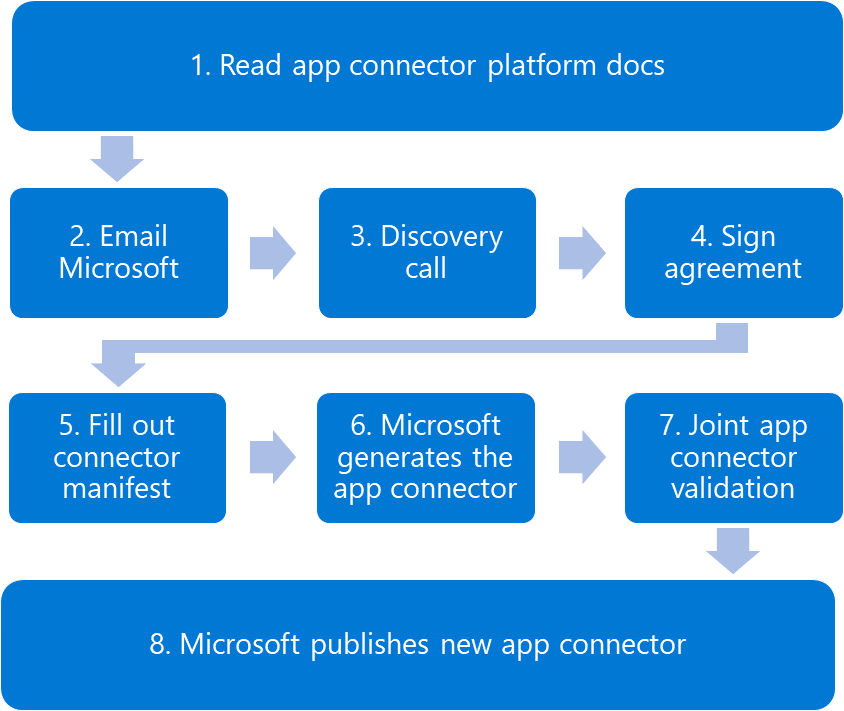 1. Read app connector platform docs
2. Email
Microsoft
3. Discovery
call
4. Sign
agreement
5. Fill out
connector
manifest
6. Microsoft
generates the
app connector
7. Joint app
connector
validation
8. Microsoft publishes new app connector